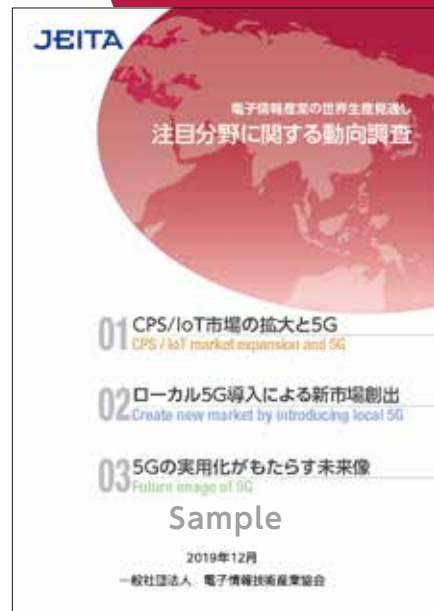 JEITA
電子情報産業の世界生産見通し
注目分野に関する動向調査
01 CPS/IoT市場の拡大と5G
CPS / IoT market expansion and 5G
02 ローカル5G導入による新市場創出
Create new market by introducing local 5G
03 5Gの実用化がもたらす未来像
Future image of 5G
Sample
2019年12月
一般社団法人 電子情報技術産業協会